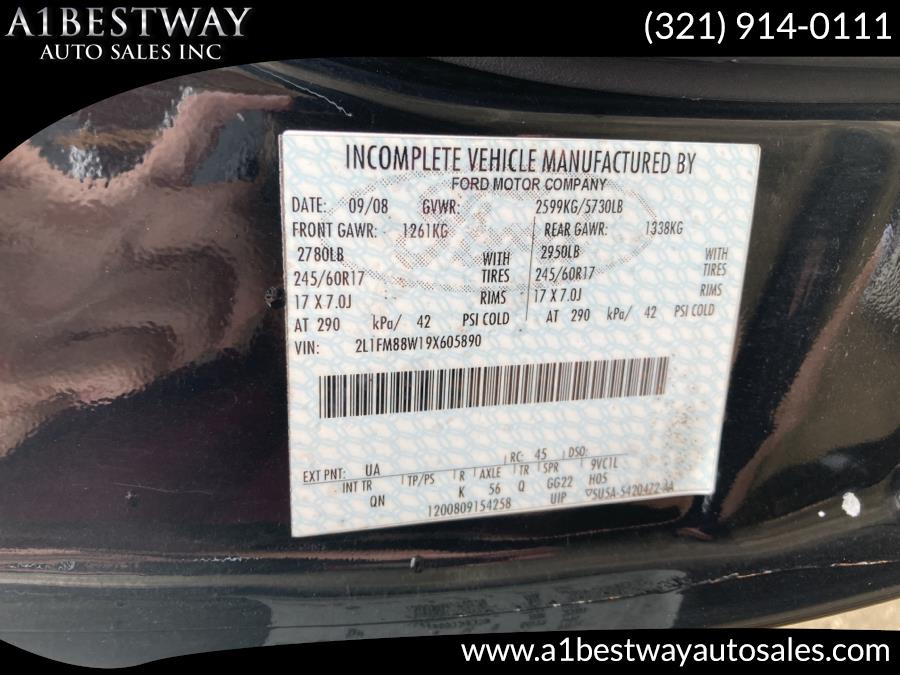 A1BESTWAY
AUTO SALES INC
(321) 914-0111
INCOMPLETE VEHICLE MANUFACTURED BY
FORD MOTOR COMPANY
DATE: 09/08 GVWR: 2599KG/5730LB
FRONT GAWR: 1261KG REAR GAWR: 1338KG
2780LB WITH 2950LB WITH
245/60R17 TIRES 245/60R17 TIRES
17 X 7.0J RIMS 17 X 7.0J RIMS
AT 290 kPa/ 42 PSI COLD AT 290 kPa/ 42 PSI COLD
VIN: 2L1FM88W19X605890
EXT PNT: UA RC: 45 DSO:
INT TR TP/PS R AXLE TR SPR 9VC1L
QN K 56 Q GG22 H05
1200809154258 UIP
www.a1bestwayautosales.com